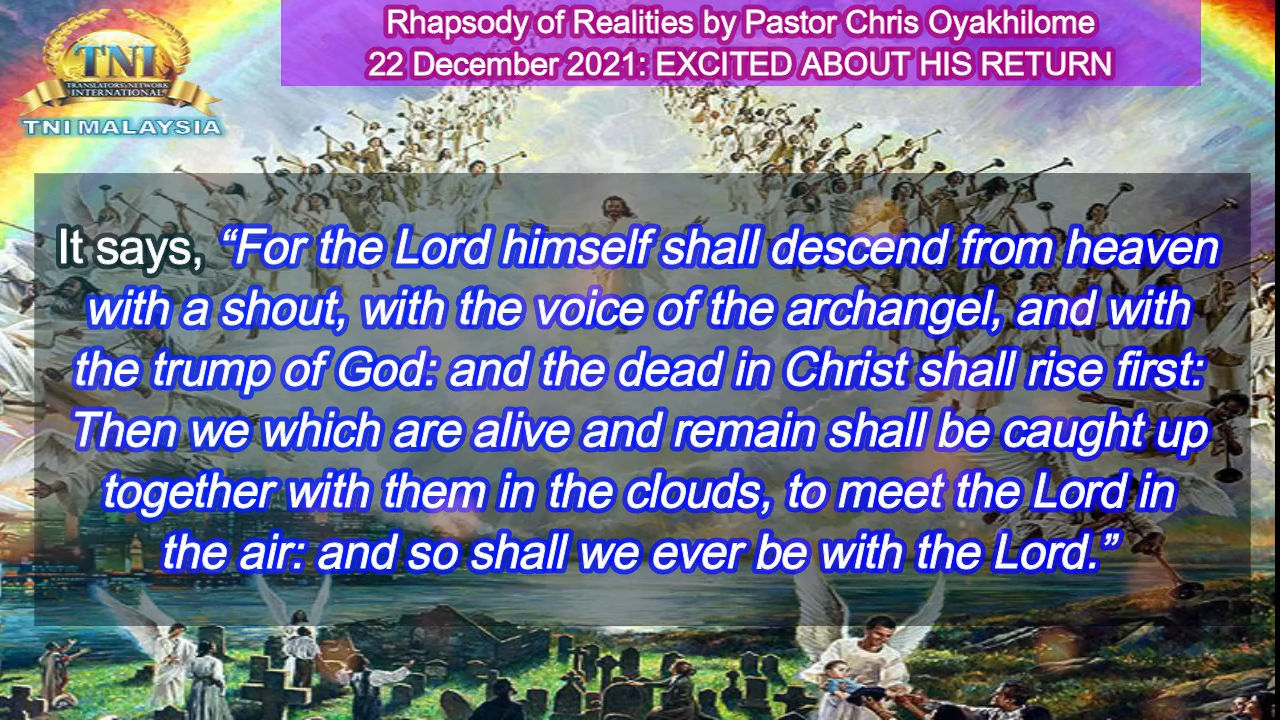 Rhapsody of Realities by Pastor Chris Oyakhilome
22 December 2021: EXCITED ABOUT HIS RETURN
TNI
TRANSLATORS' NETWORK
INTERNATIONAL
TNI MALAYSIA
It says, “For the Lord himself shall descend from heaven
with a shout, with the voice of the archangel, and with
the trump of God: and the dead in Christ shall rise first:
Then we which are alive and remain shall be caught up
together with them in the clouds, to meet the Lord in
the air: and so shall we ever be with the Lord.”